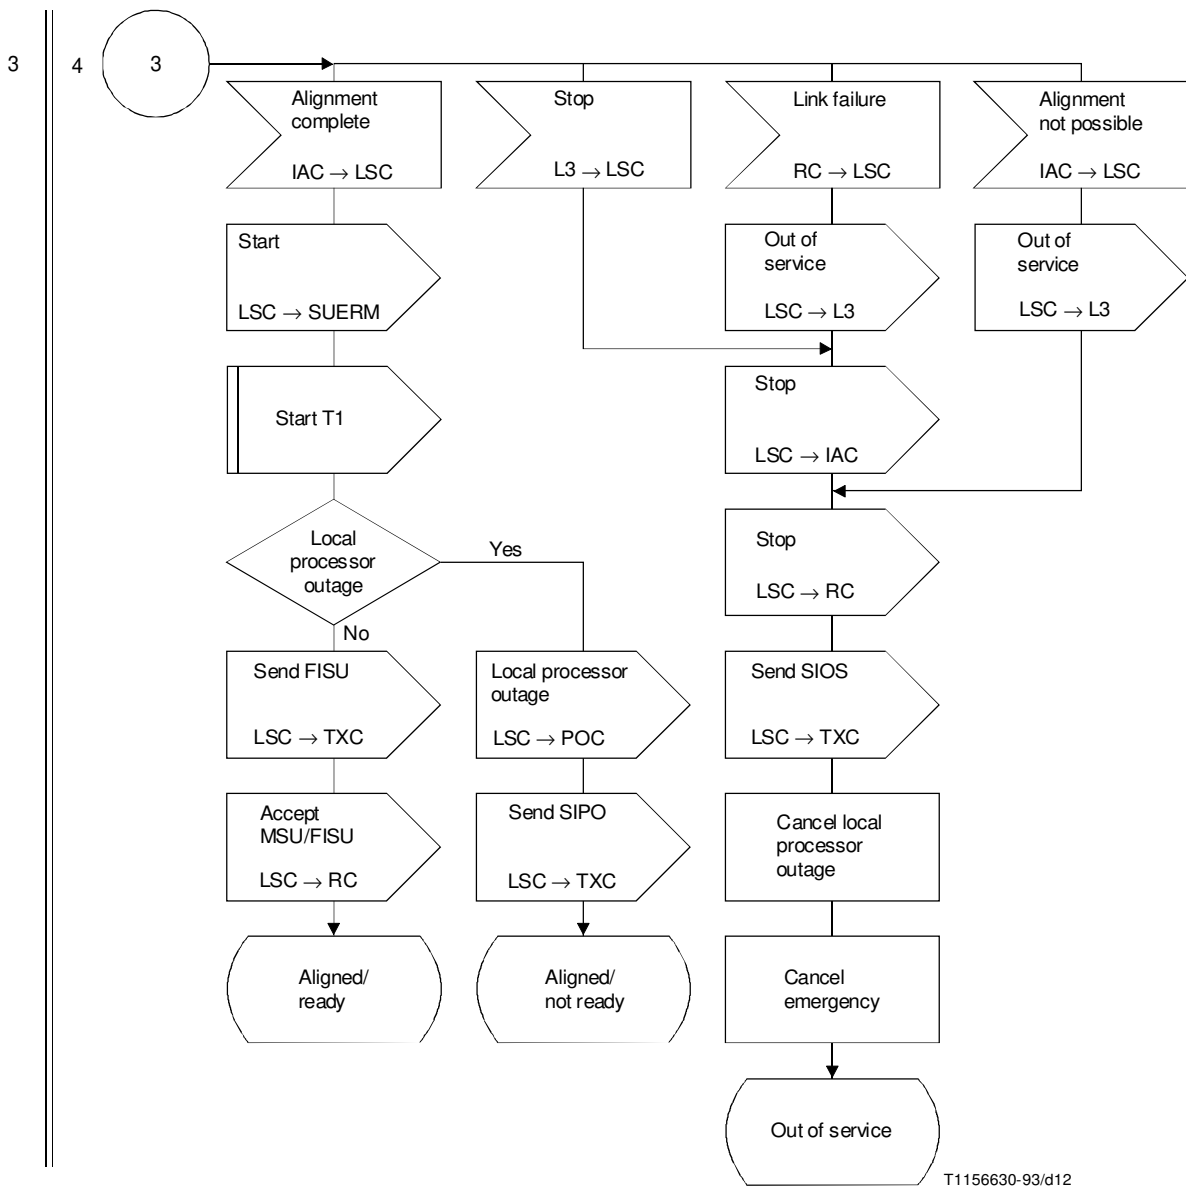 3
4
3
Alignment
complete
IAC → LSC
Stop
L3 → LSC
Link failure
RC → LSC
Alignment
not possible
IAC → LSC
Start
LSC → SUERM
Out of
service
LSC → L3
Out of
service
LSC → L3
Start T1
Stop
LSC → IAC
Local
processor
outage
Yes
No
Stop
LSC → RC
Send FISU
LSC → TXC
Local processor
outage
LSC → POC
Send SIOS
LSC → TXC
Accept
MSU/FISU
LSC → RC
Send SIPO
LSC → TXC
Cancel local
processor
outage
Aligned/
ready
Aligned/
not ready
Cancel
emergency
Out of service
T1156630-93/d12